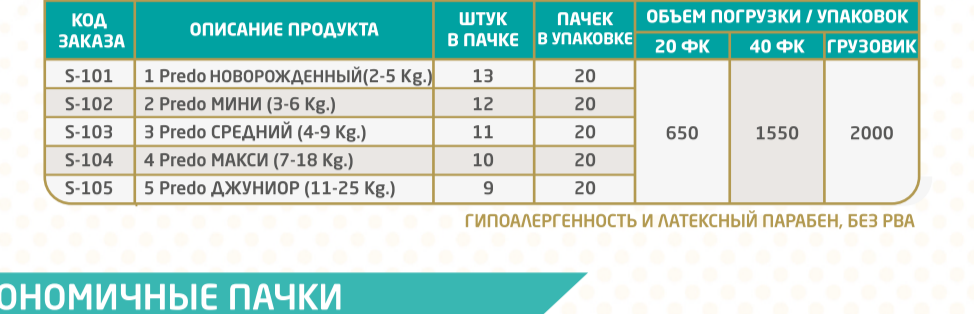 КОД ЗАКАЗА ОПИСАНИЕ ПРОДУКТА ШТУК В ПАЧКЕ ПАЧЕК В УПАКОВКЕ ОБЪЕМ ПОГРУЗКИ / УПАКОВОК
20 ФК 40 ФК ГРУЗОВИК
S-101 1 Predo НОВОРОЖДЕННЫЙ(2-5 Kg.) 13 20
S-102 2 Predo МИНИ (3-6 Kg.) 12 20
S-103 3 Predo СРЕДНИЙ (4-9 Kg.) 11 20 650 1550 2000
S-104 4 Predo МАКСИ (7-18 Kg.) 10 20
S-105 5 Predo ДЖУНИОР (11-25 Kg.) 9 20
ГИПОАЛЕРГЕННОСТЬ И ЛАТЕКСНЫЙ ПАРАБЕН, БЕЗ PBA
ОНОМИЧНЫЕ ПАЧКИ